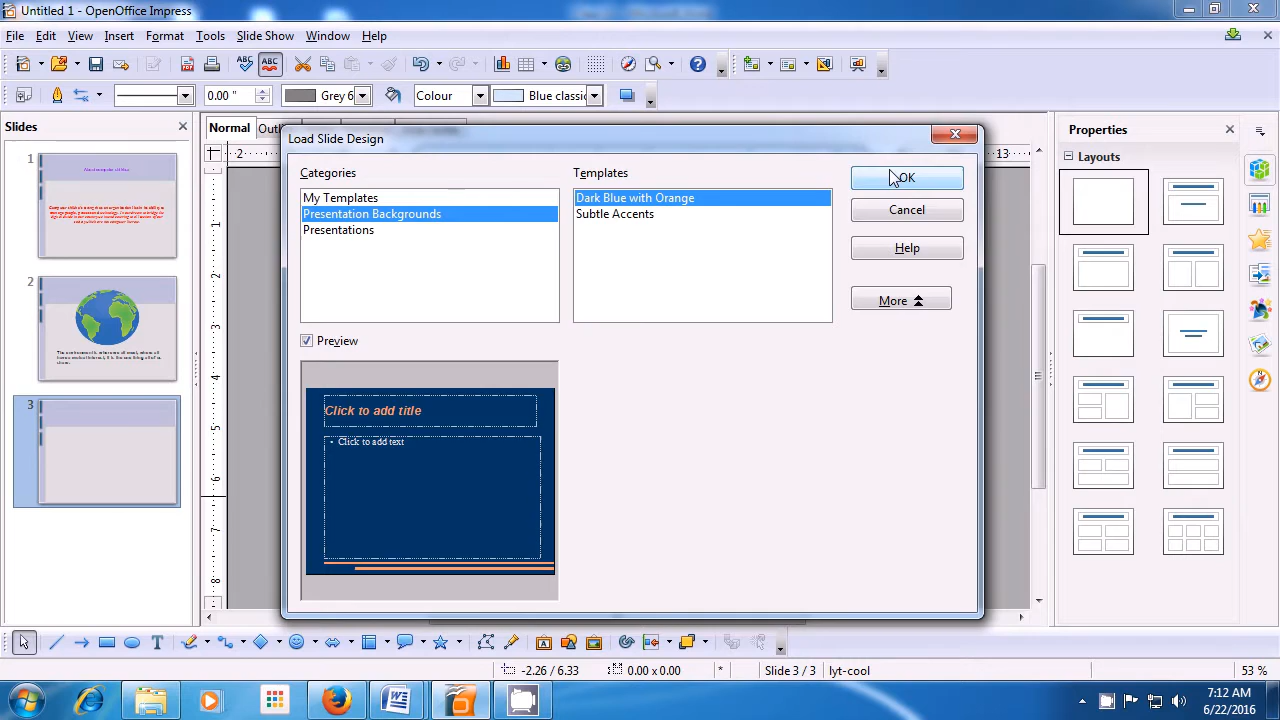 Untitled 1 - OpenOffice Impress
File Edit View Insert Format Tools Slide Show Window Help
0.00 " Grey 6 Colour Blue classic
Slides
Normal
Properties
Layouts
Load Slide Design
Categories
Templates
My Templates
Presentation Backgrounds
Presentations
Dark Blue with Orange
Subtle Accents
OK
Cancel
Help
More
Preview
Click to add title
• Click to add text
1
2
3
-2.26 / 6.33 0.00 x 0.00 * Slide 3 / 3 lyt-cool 53 %
7:12 AM
6/22/2016